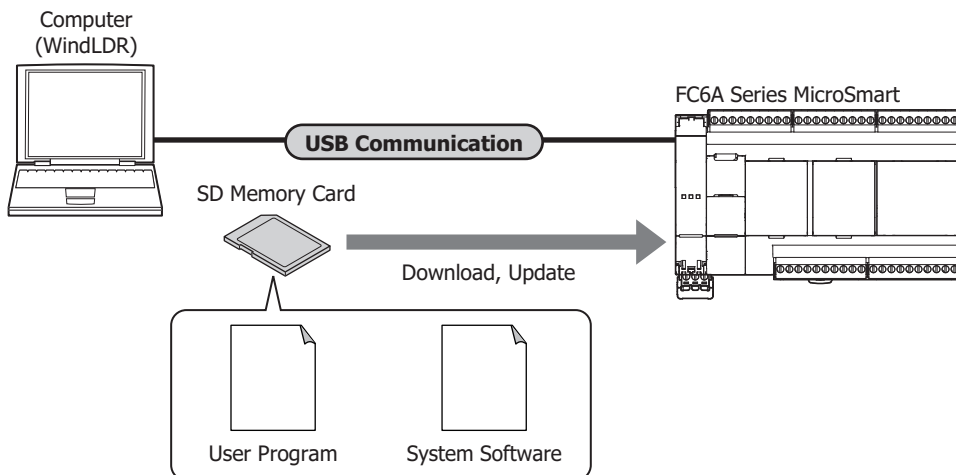 Computer
(WindLDR)
FC6A Series MicroSmart
USB Communication
SD Memory Card
Download, Update
User Program
System Software